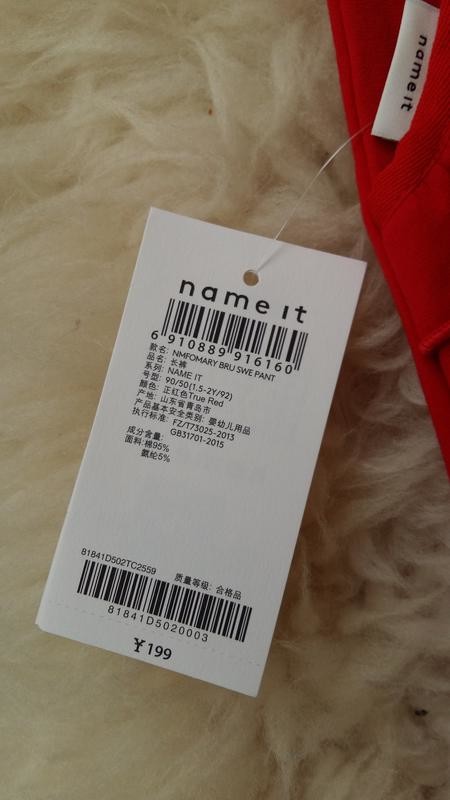 name it
name it
6 910889 916160
款名: NMFOMARY BRU SWE PANT
品名: 长裤
系列: NAME IT
号型: 90/50(1.5-2Y/92)
颜色: 正红色True Red
产地: 山东省青岛市
产品基本安全类别: 婴幼儿用品
执行标准: FZ/T73025-2013
GB31701-2015
成分含量:
面料:棉95%
氨纶5%
81841D502TC2559 质量等级: 合格品
81841D5020003
¥199